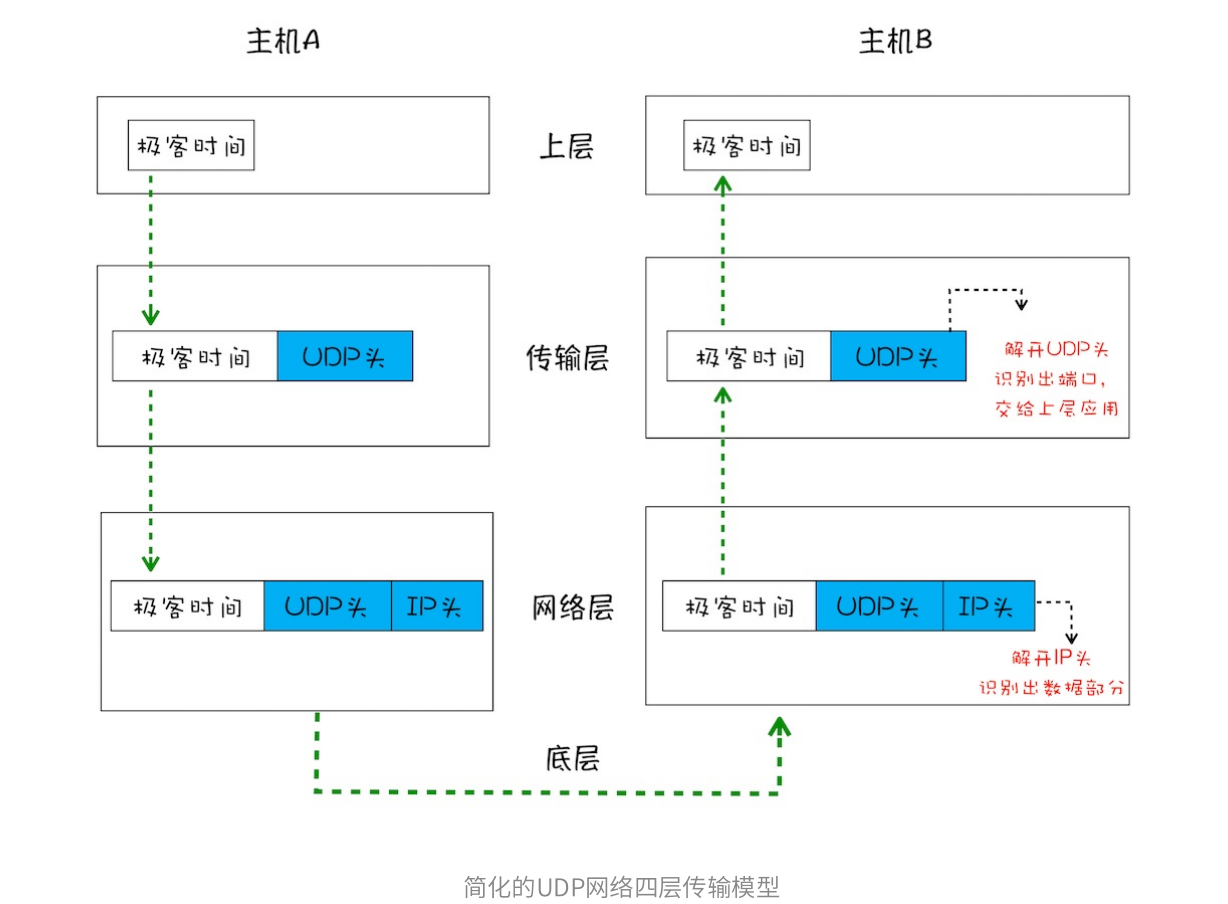 主机A
主机B
极客时间
上层
极客时间
极客时间
UDP头
传输层
极客时间
UDP头
解开UDP头
识别出端口，
交给上层应用
极客时间
UDP头
IP头
网络层
极客时间
UDP头
IP头
解开IP头
识别出数据部分
底层
简化的UDP网络四层传输模型